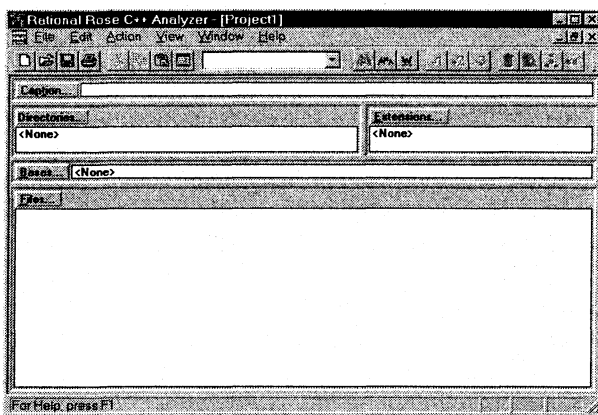 Rational Rose C++ Analyzer - [Project1]
File Edit Action View Window Help
Caption...
Directories... Extensions...
<None> <None>
Bases... <None>
Files...
For Help, press F1